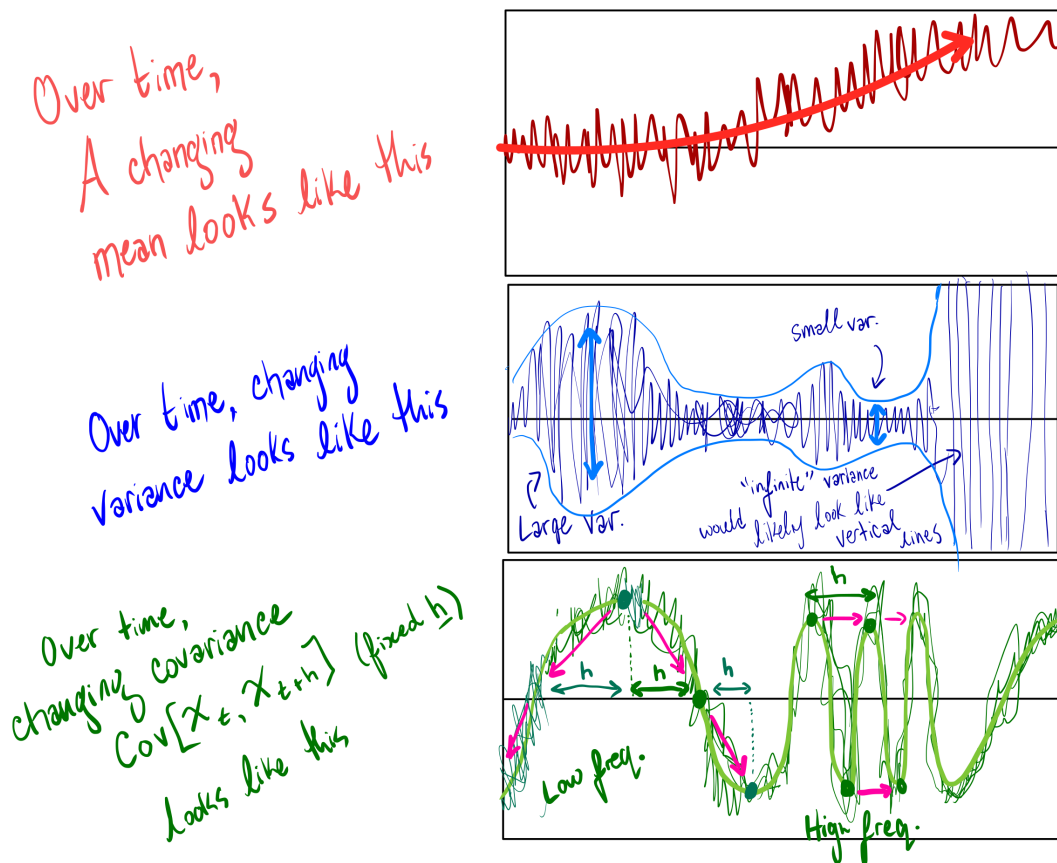 Over time,
A changing
mean looks like this
Over time, changing
variance looks like this
small var.
Large Var.
"infinite" variance
would likely look like
vertical lines
Over time,
changing covariance
Cov[X_t, X_{t+h}] (fixed h)
looks like this
h
h
h
h
Low freq.
High freq.